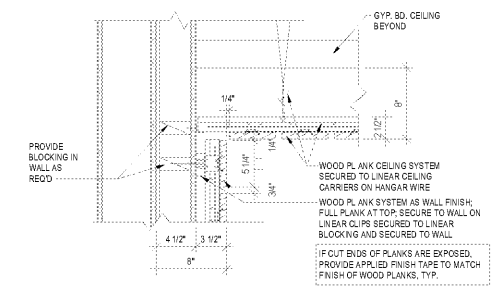 GYP. BD. CEILING
BEYOND
1/4"
8"
2 1/2"
1/4"
5 1/4"
3/4"
PROVIDE
BLOCKING IN
WALL AS
REQ'D
WOOD PLANK CEILING SYSTEM
SECURED TO LINEAR CEILING
CARRIERS ON HANGAR WIRE
WOOD PLANK SYSTEM AS WALL FINISH;
FULL PLANK AT TOP; SECURE TO WALL ON
LINEAR CLIPS SECURED TO LINEAR
BLOCKING AND SECURED TO WALL
4 1/2"
3 1/2"
8"
IF CUT ENDS OF PLANKS ARE EXPOSED,
PROVIDE APPLIED FINISH TAPE TO MATCH
FINISH OF WOOD PLANKS, TYP.